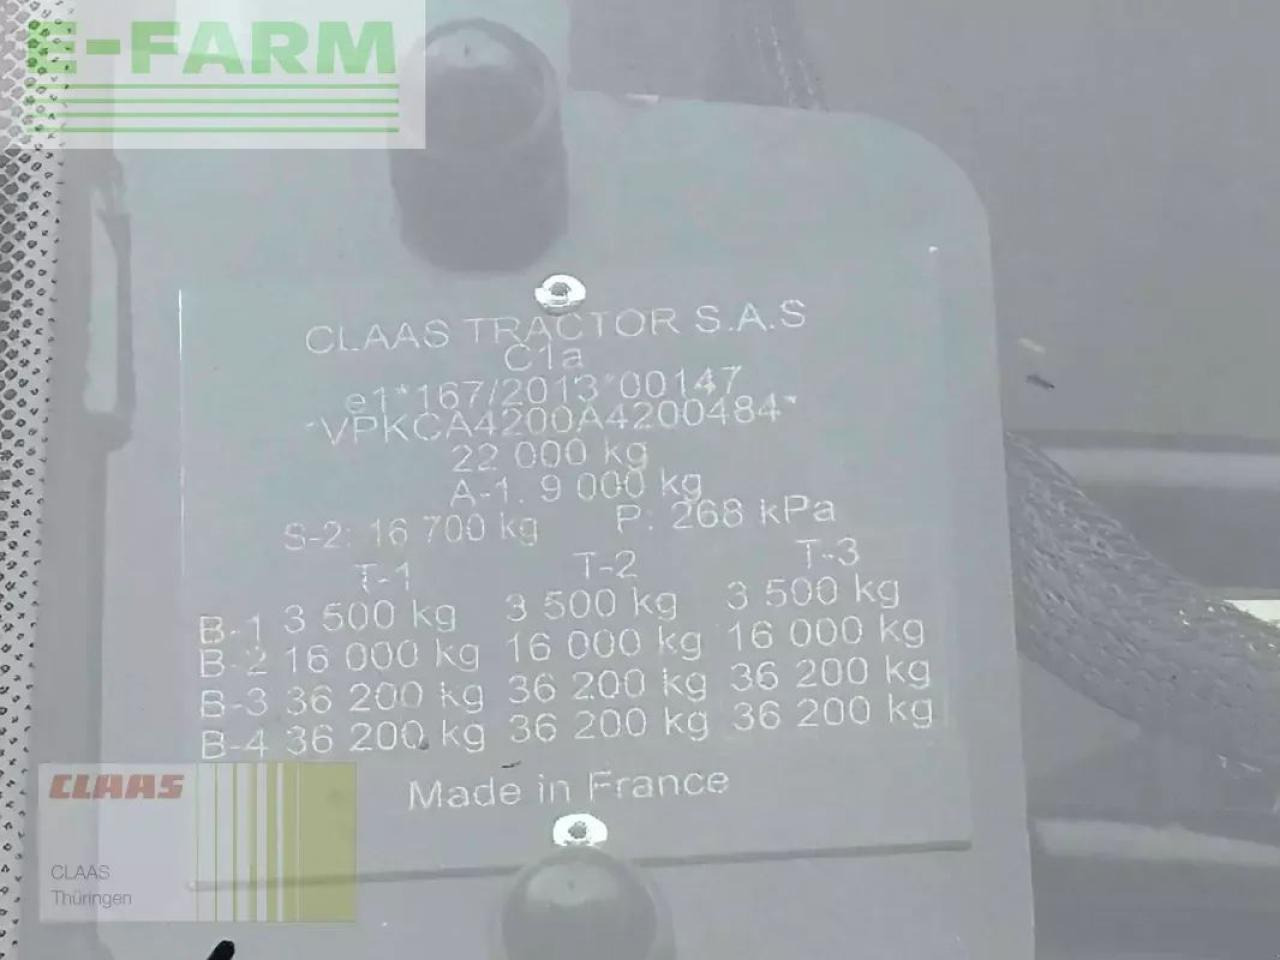 E-FARM
CLAAS TRACTOR S.A.S
C1a
e1*167/2013*00147
*VPKCA4200A4200484*
22 000 kg
A-1. 9 000 kg
S-2: 16 700 kg P: 268 kPa
T-1 T-2 T-3
B-1 3 500 kg 3 500 kg 3 500 kg
B-2 16 000 kg 16 000 kg 16 000 kg
B-3 36 200 kg 36 200 kg 36 200 kg
B-4 36 200 kg 36 200 kg 36 200 kg
Made in France
CLAAS
CLAAS
Thüringen